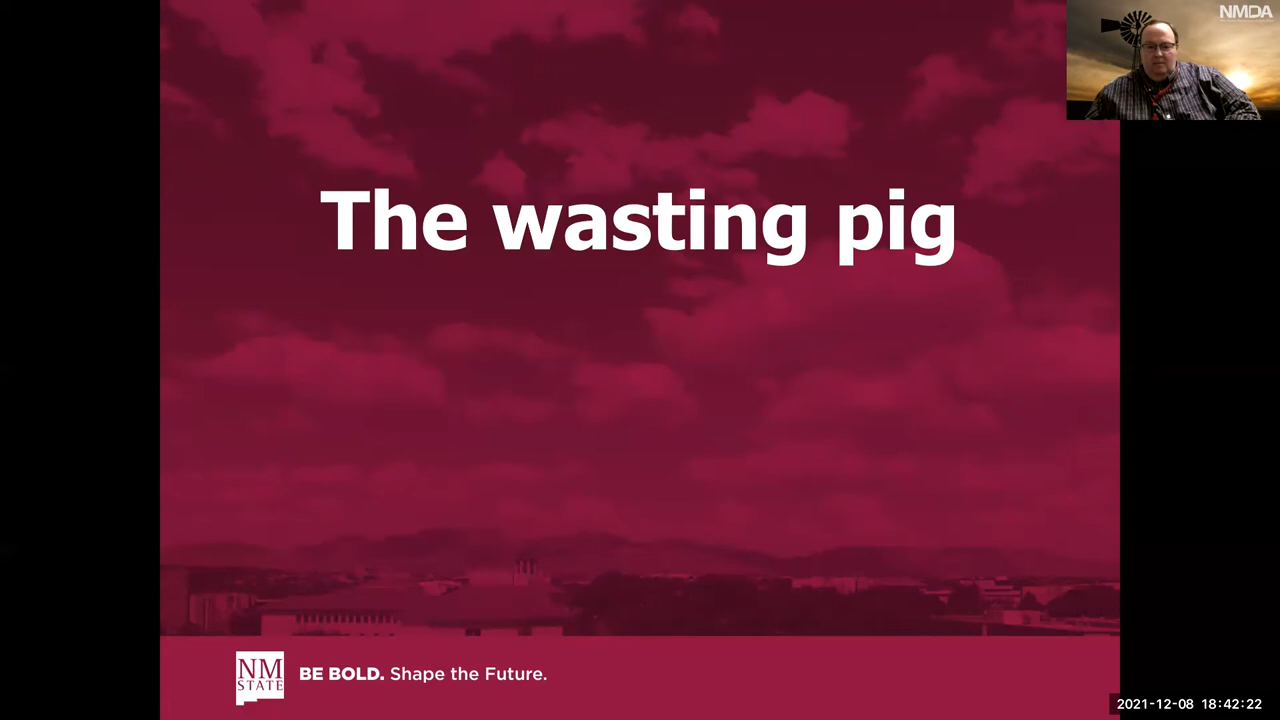 NMDA
The wasting pig
NM
STATE
BE BOLD. Shape the Future.
2021-12-08 18:42:22